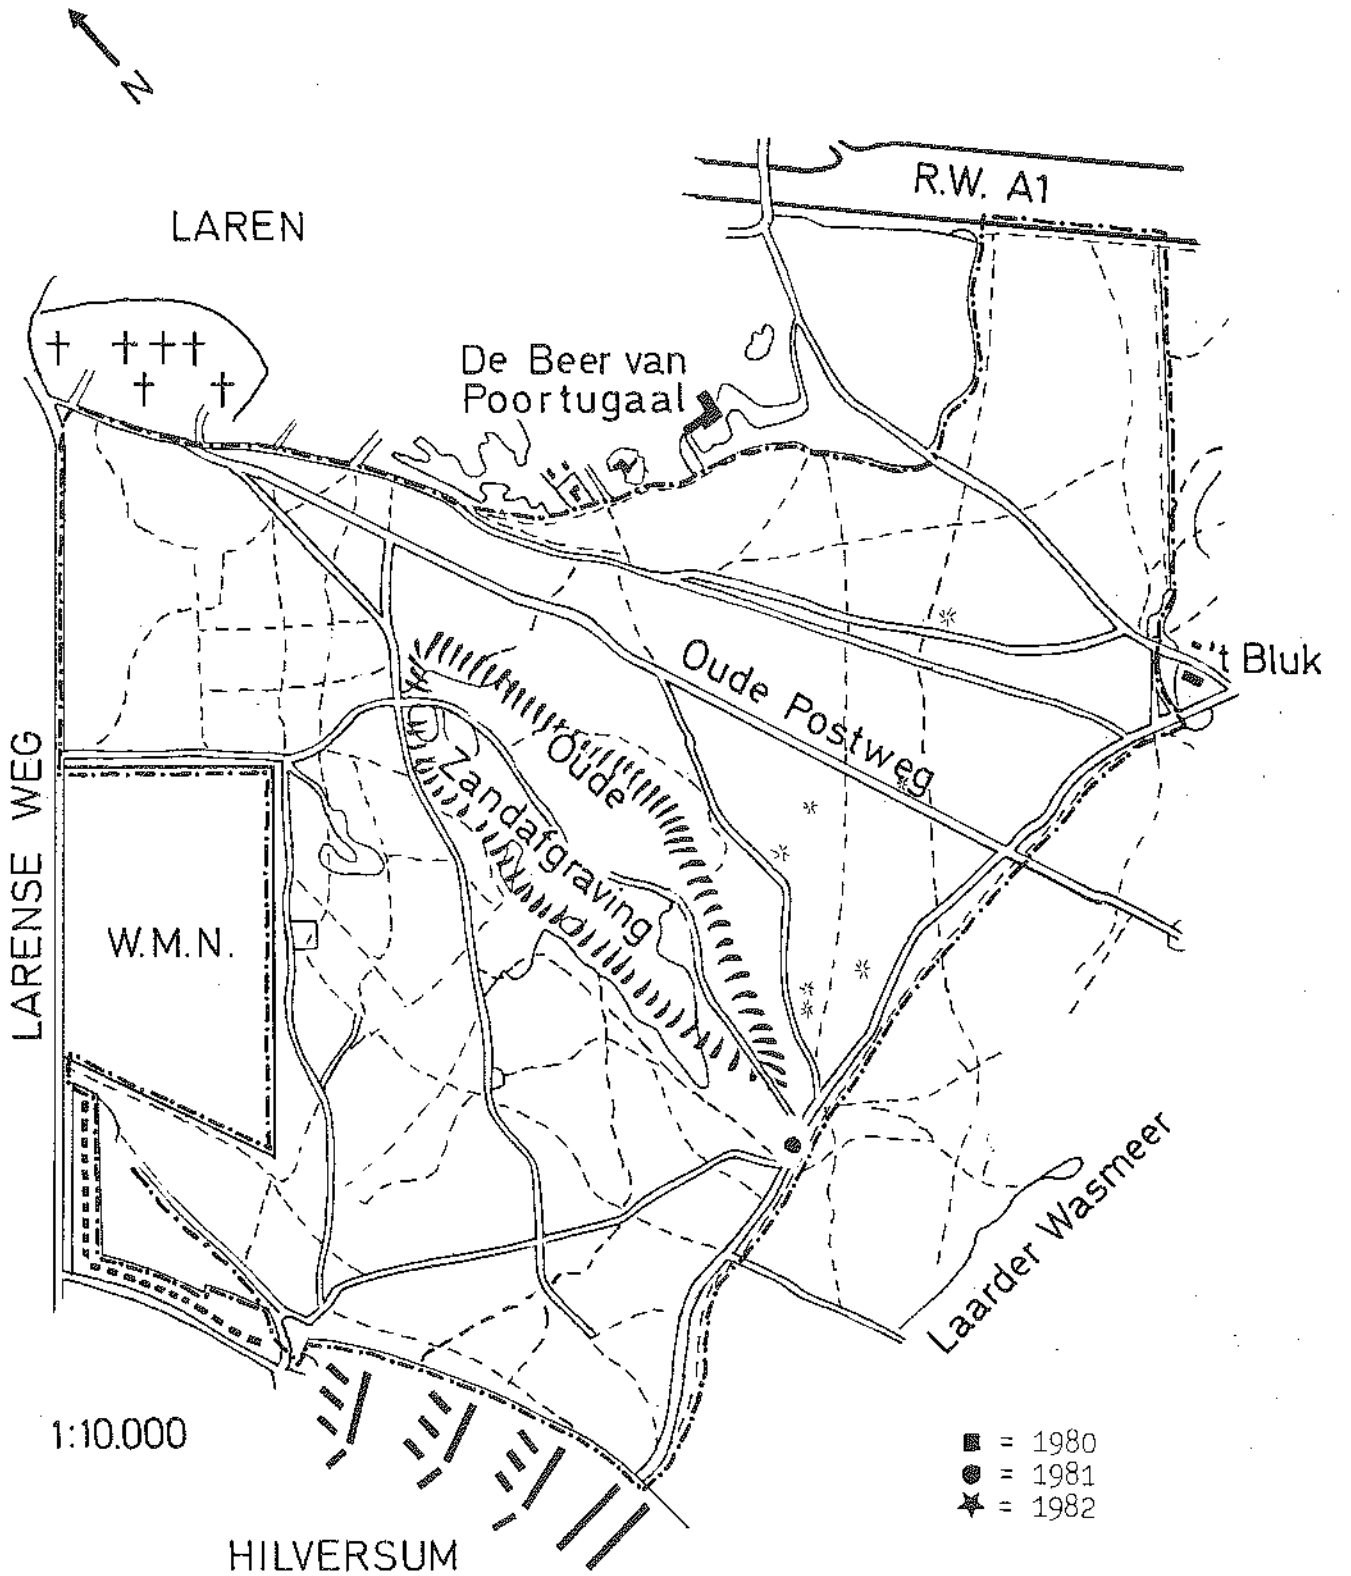 N
R.W. A1
LAREN
De Beer van
Poortugaal
't Bluk
Oude Postweg
Oude
Zandafgraving
LARENSE WEG
W.M.N.
Laarder Wasmeer
1:10.000
= 1980
= 1981
= 1982
HILVERSUM